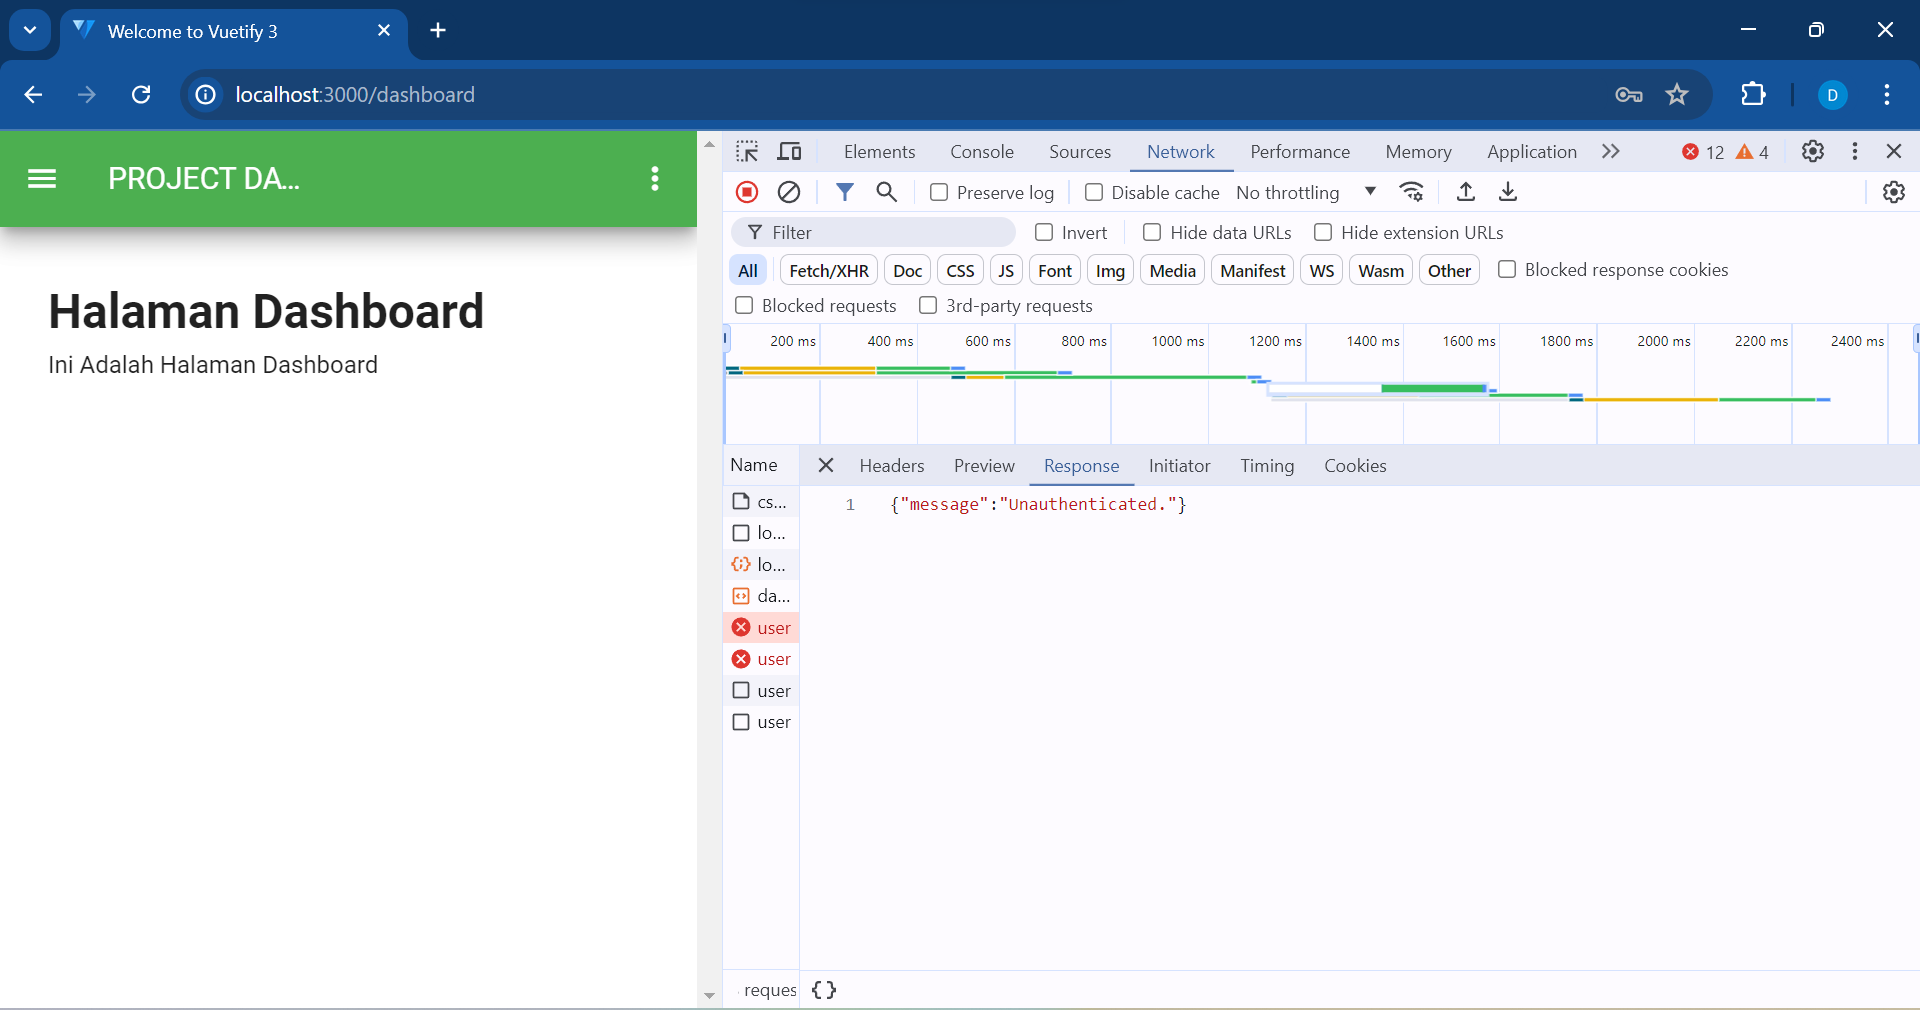 Welcome to Vuetify 3
localhost:3000/dashboard
D
PROJECT DA...
Halaman Dashboard
Ini Adalah Halaman Dashboard
Elements Console Sources Network Performance Memory Application 12 4
Preserve log Disable cache No throttling
Filter Invert Hide data URLs Hide extension URLs
All Fetch/XHR Doc CSS JS Font Img Media Manifest WS Wasm Other Blocked response cookies
Blocked requests 3rd-party requests
200 ms 400 ms 600 ms 800 ms 1000 ms 1200 ms 1400 ms 1600 ms 1800 ms 2000 ms 2200 ms 2400 ms
Name Headers Preview Response Initiator Timing Cookies
cs...
1 {"message":"Unauthenticated."}
lo...
lo...
da...
user
user
user
user
reques {}